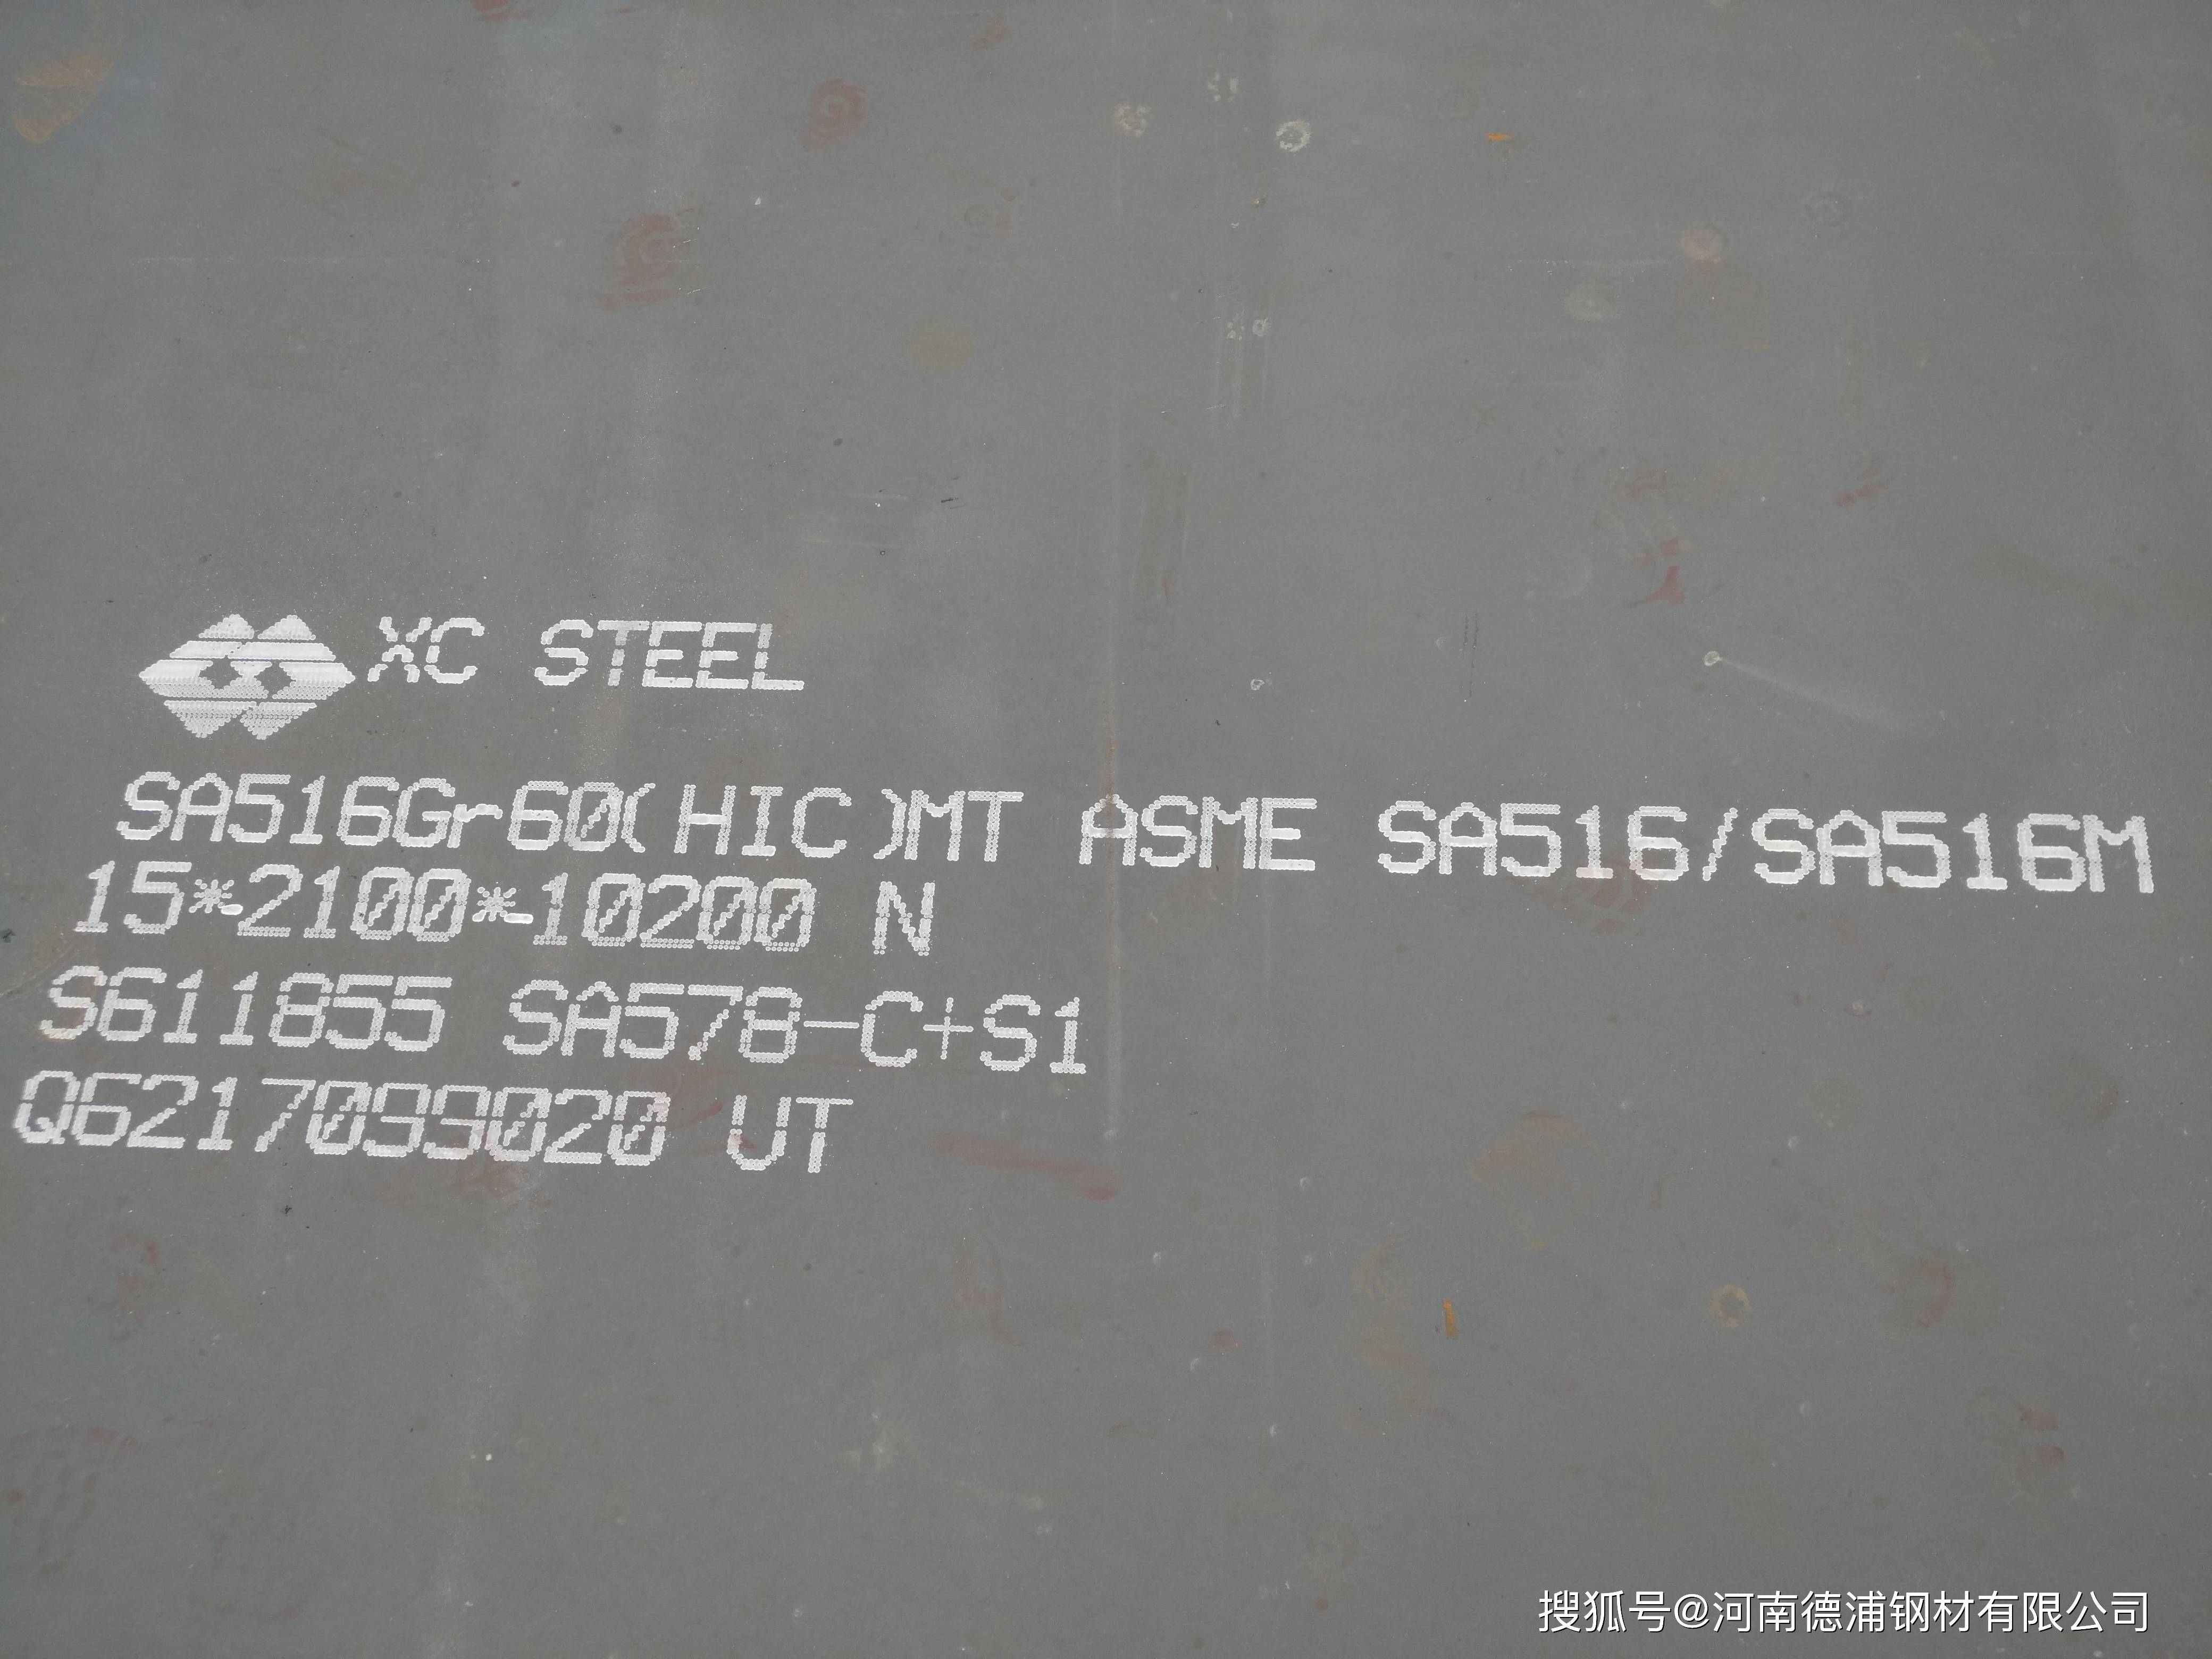 XC STEEL
SA516Gr60(HIC)MT ASME SA516/SA516M
15*2100*10200 N
S611855 SA578-C+S1
Q6217099020 UT
搜狐号@河南德浦钢材有限公司